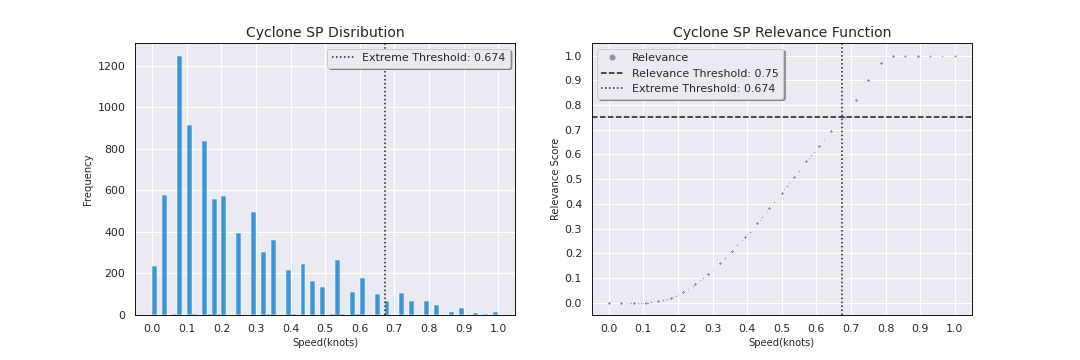 Cyclone SP Disribution
Extreme Threshold: 0.674
1200
1000
800
600
400
200
0
Frequency
0.0 0.1 0.2 0.3 0.4 0.5 0.6 0.7 0.8 0.9 1.0
Speed(knots)
Cyclone SP Relevance Function
Relevance
Relevance Threshold: 0.75
Extreme Threshold: 0.674
1.0
0.9
0.8
0.7
0.6
0.5
0.4
0.3
0.2
0.1
0.0
Relevance Score
0.0 0.1 0.2 0.3 0.4 0.5 0.6 0.7 0.8 0.9 1.0
Speed(knots)